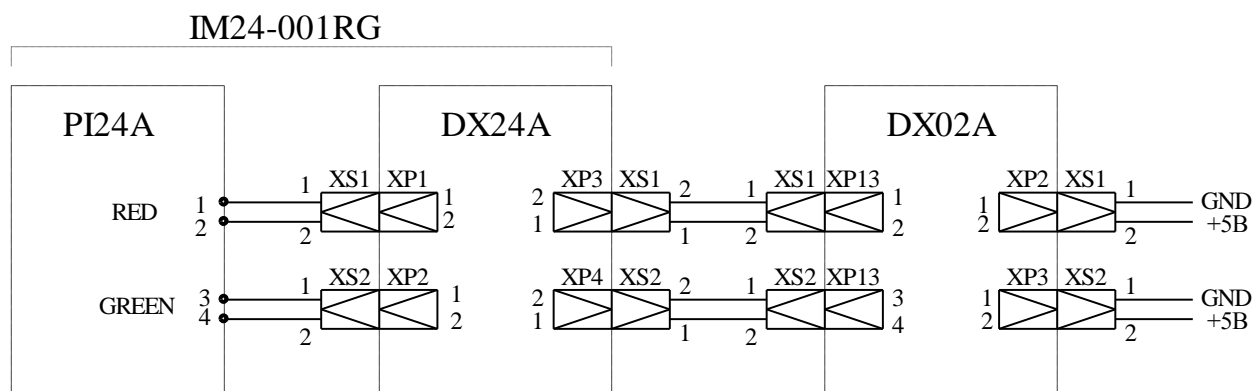 IM24-001RG
PI24A DX24A DX02A
XS1 XP1 XP3 XS1 XS1 XP13 XP2 XS1
1 1 2 2 1 1 1 1 GND
RED 1
2 2 2 1 1 2 2 2 2 +5B
XS2 XP2 XP4 XS2 XS2 XP13 XP3 XS2
1 1 2 2 1 3 1 1 GND
GREEN 3
4 2 2 1 1 2 4 2 2 +5B